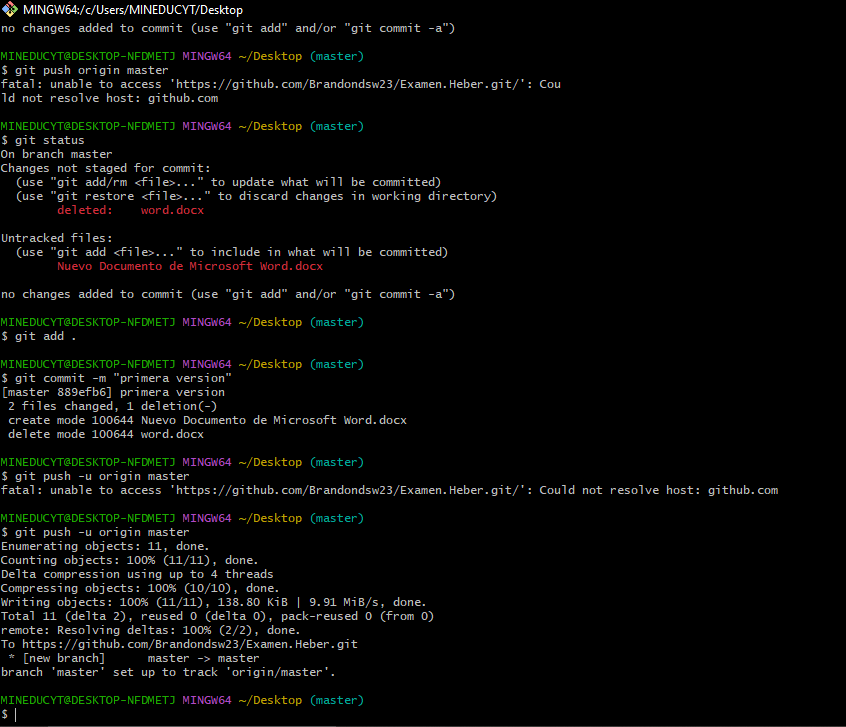 MINGW64:/c/Users/MINEDUCYT/Desktop
no changes added to commit (use "git add" and/or "git commit -a")
MINEDUCYT@DESKTOP-NFDMETJ MINGW64 ~/Desktop (master)
$ git push origin master
fatal: unable to access 'https://github.com/Brandondsw23/Examen.Heber.git/': Cou
ld not resolve host: github.com
MINEDUCYT@DESKTOP-NFDMETJ MINGW64 ~/Desktop (master)
$ git status
On branch master
Changes not staged for commit:
  (use "git add/rm <file>..." to update what will be committed)
  (use "git restore <file>..." to discard changes in working directory)
        deleted:    word.docx
Untracked files:
  (use "git add <file>..." to include in what will be committed)
        Nuevo Documento de Microsoft Word.docx
no changes added to commit (use "git add" and/or "git commit -a")
MINEDUCYT@DESKTOP-NFDMETJ MINGW64 ~/Desktop (master)
$ git add .
MINEDUCYT@DESKTOP-NFDMETJ MINGW64 ~/Desktop (master)
$ git commit -m "primera version"
[master 889efb6] primera version
 2 files changed, 1 deletion(-)
 create mode 100644 Nuevo Documento de Microsoft Word.docx
 delete mode 100644 word.docx
MINEDUCYT@DESKTOP-NFDMETJ MINGW64 ~/Desktop (master)
$ git push -u origin master
fatal: unable to access 'https://github.com/Brandondsw23/Examen.Heber.git/': Could not resolve host: github.com
MINEDUCYT@DESKTOP-NFDMETJ MINGW64 ~/Desktop (master)
$ git push -u origin master
Enumerating objects: 11, done.
Counting objects: 100% (11/11), done.
Delta compression using up to 4 threads
Compressing objects: 100% (10/10), done.
Writing objects: 100% (11/11), 138.80 KiB | 9.91 MiB/s, done.
Total 11 (delta 2), reused 0 (delta 0), pack-reused 0 (from 0)
remote: Resolving deltas: 100% (2/2), done.
To https://github.com/Brandondsw23/Examen.Heber.git
 * [new branch]      master -> master
branch 'master' set up to track 'origin/master'.
MINEDUCYT@DESKTOP-NFDMETJ MINGW64 ~/Desktop (master)
$